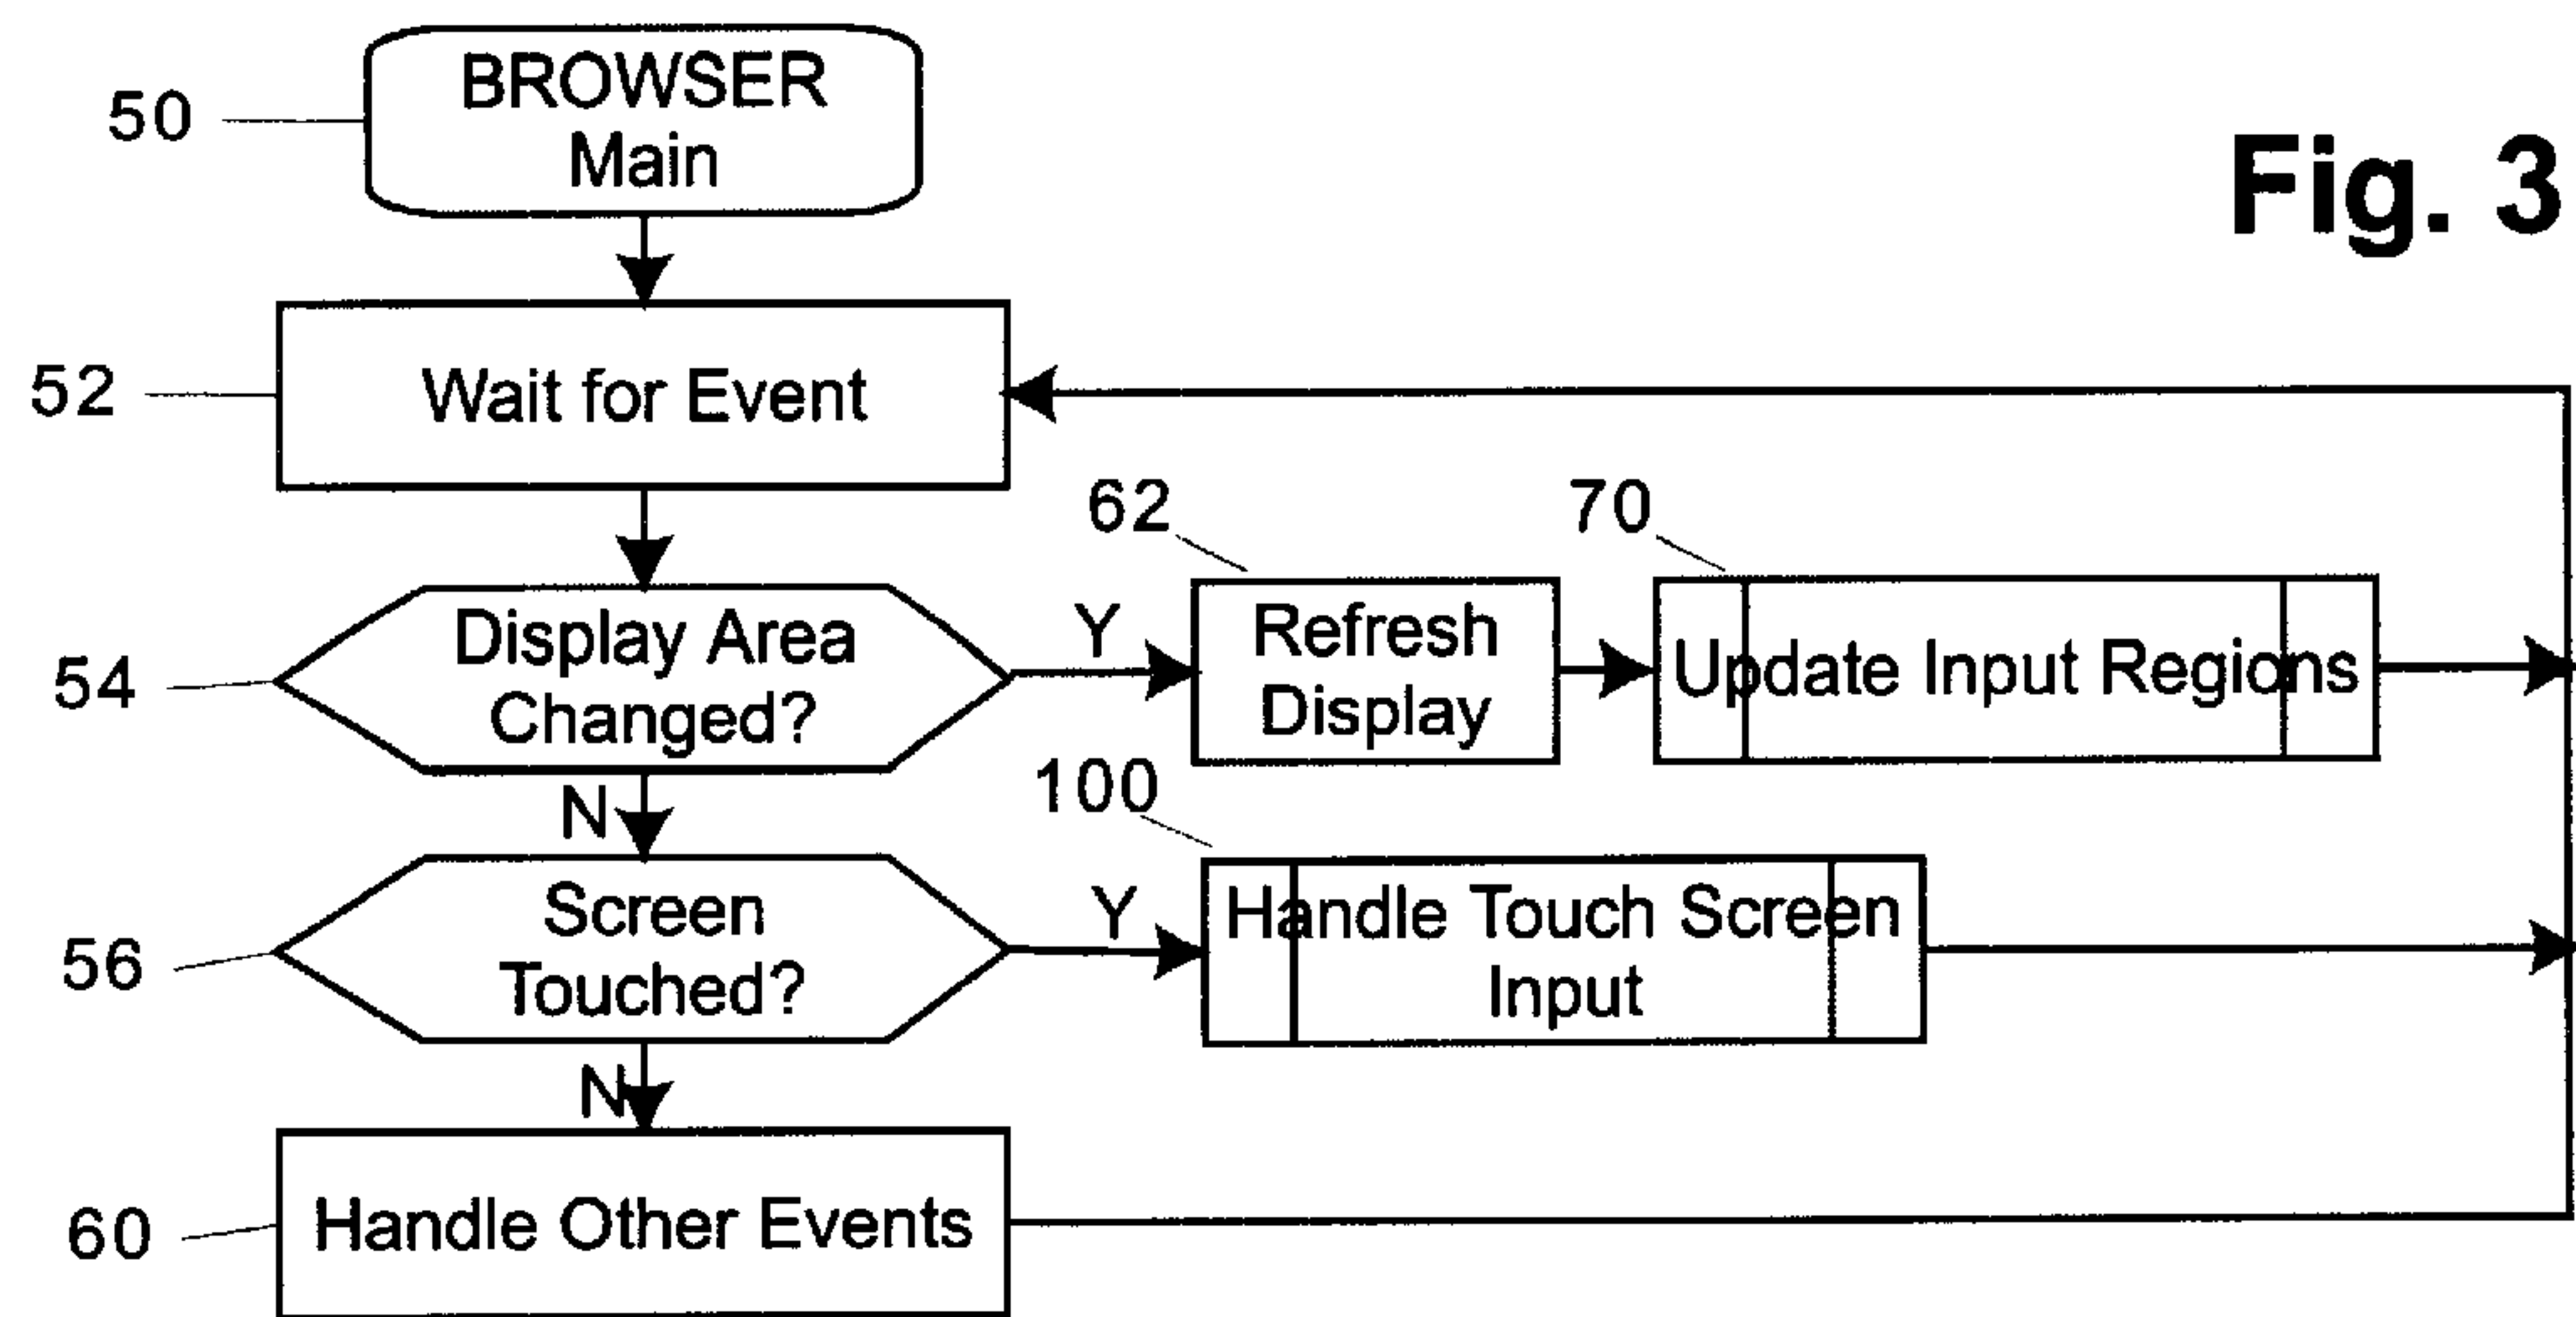 50
BROWSER
Main
Fig. 3
52
Wait for Event
62
70
54
Display Area
Changed?
Y
Refresh
Display
Update Input Regions
N
100
56
Screen
Touched?
Y
Handle Touch Screen
Input
N
60
Handle Other Events